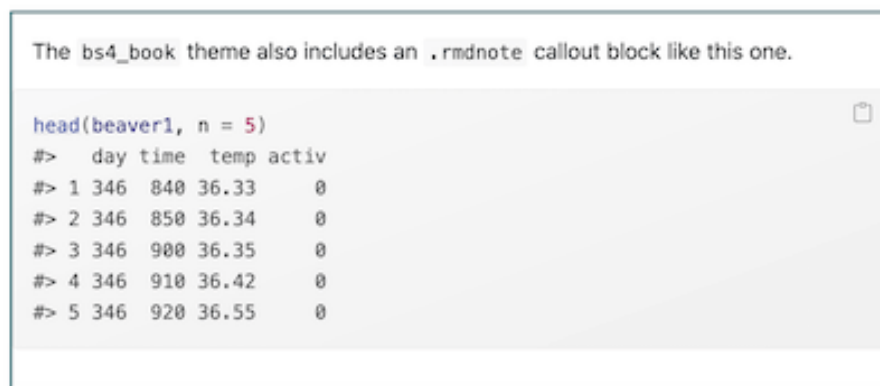 The bs4_book theme also includes an .rmdnote callout block like this one.
head(beaver1, n = 5)
#>   day time  temp activ
#> 1 346  840 36.33     0
#> 2 346  850 36.34     0
#> 3 346  900 36.35     0
#> 4 346  910 36.42     0
#> 5 346  920 36.55     0